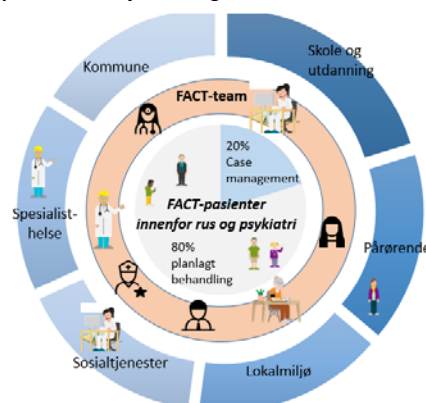 Kommune
Skole og
utdanning
FACT-team
20%
Case
management
FACT-pasienter
innenfor rus og psykiatri
80%
planlagt
behandling
Spesialist-
helse
Pårørende
Sosialtjenester
Lokalmiljø